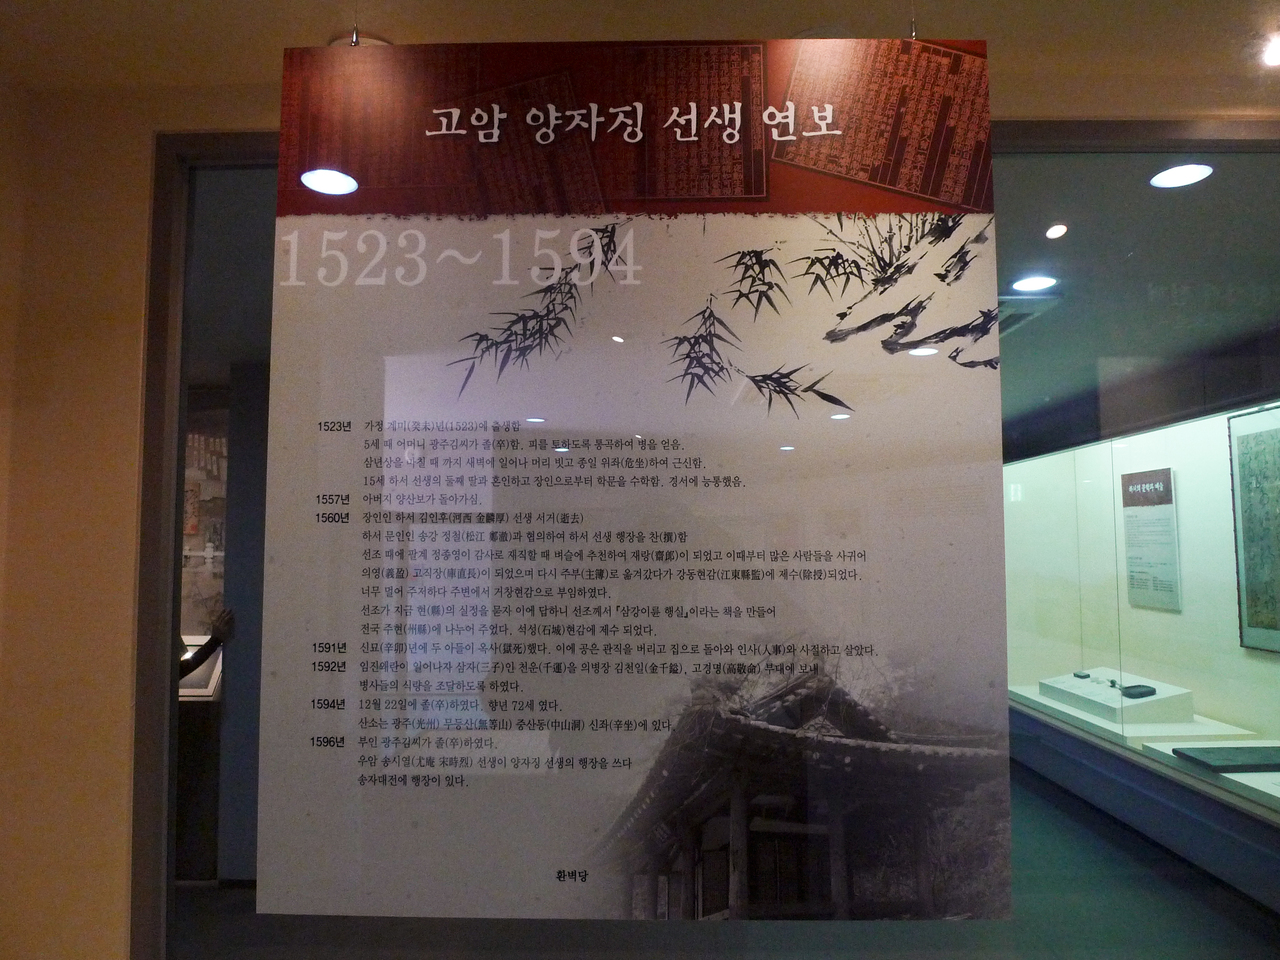 고암 양자징 선생 연보
1523~1594
1523년 가정 계미(癸未)년(1523)에 출생함
5세 때 어머니 광주김씨가 졸(卒)함. 피를 토하도록 통곡하여 병을 얻음.
삼년상을 마칠 때 까지 새벽에 일어나 머리 빗고 종일 위좌(危坐)하여 근신함.
15세 하서 선생의 둘째 딸과 혼인하고 장인으로부터 학문을 수학함. 경서에 능통했음.
1557년 아버지 양산보가 돌아가심.
1560년 장인인 하서 김인후(河西 金麟厚) 선생 서거(逝去)
하서 문인인 송강 정철(松江 鄭澈)과 협의하여 하서 선생 행장을 찬(撰)함
선조 때에 팔계 정종영이 감사로 재직할 때 벼슬에 추천하여 재랑(齋郎)이 되었고 이때부터 많은 사람들을 사귀어
의영(義盈) 고직장(庫直長)이 되었으며 다시 주부(主簿)로 옮겨갔다가 강동현감(江東縣監)에 제수(除授)되었다.
너무 멀어 주저하다 주변에서 거창현감으로 부임하였다.
선조가 지금 현(縣)의 실정을 묻자 이에 답하니 선조께서 『삼강이륜 행실』이라는 책을 만들어
전국 주현(州縣)에 나누어 주었다. 석성(石城)현감에 제수 되었다.
1591년 신묘(辛卯)년에 두 아들이 옥사(獄死)했다. 이에 공은 관직을 버리고 집으로 돌아와 인사(人事)와 사절하고 살았다.
1592년 임진왜란이 일어나자 삼자(三子)인 천운(千運)을 의병장 김천일(金千鎰), 고경명(高敬命) 부대에 보내
병사들의 식량을 조달하도록 하였다.
1594년 12월 22일에 졸(卒)하였다. 향년 72세 였다.
산소는 광주(光州) 무등산(無等山) 중산동(中山洞) 신좌(辛坐)에 있다.
1596년 부인 광주김씨가 졸(卒)하였다.
우암 송시열(尤庵 宋時烈) 선생이 양자징 선생의 행장을 쓰다
송자대전에 행장이 있다.
환벽당